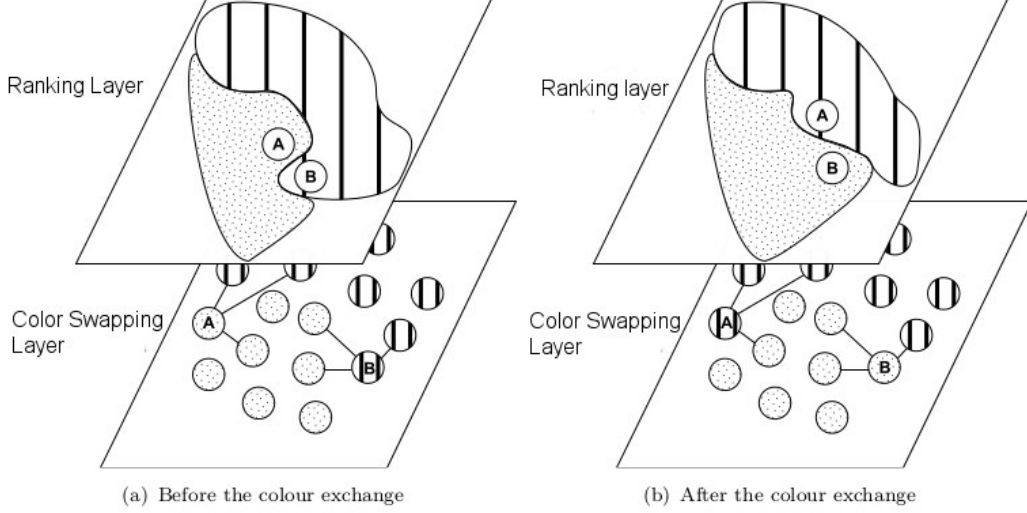 Ranking Layer
A
B
Color Swapping
Layer
A
B
(a) Before the colour exchange
Ranking layer
A
B
Color Swapping
Layer
A
B
(b) After the colour exchange